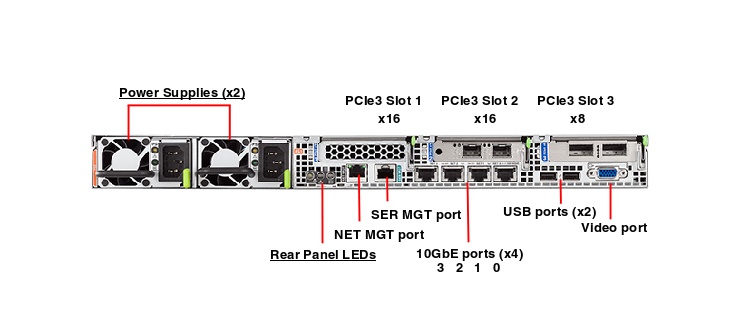 Power Supplies (x2)
PCIe3 Slot 1
x16
PCIe3 Slot 2
x16
PCIe3 Slot 3
x8
SER MGT port
NET MGT port
Rear Panel LEDs
10GbE ports (x4)
3 2 1 0
USB ports (x2)
Video port